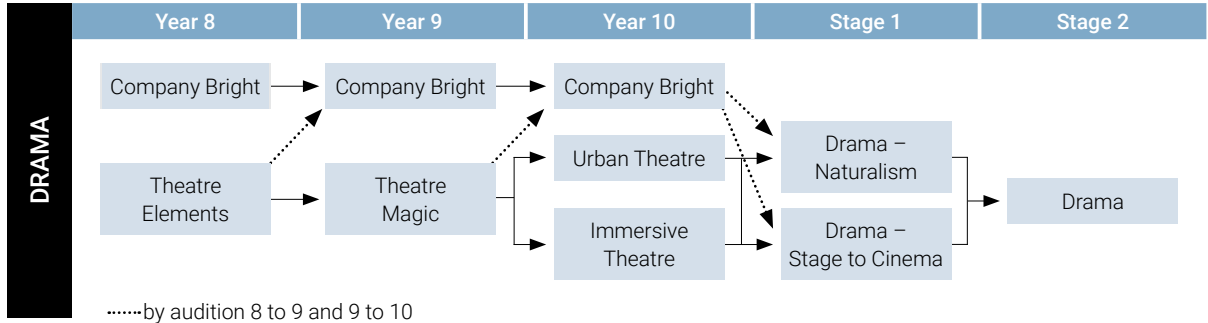 DRAMA
Year 8
Year 9
Year 10
Stage 1
Stage 2
Company Bright
Company Bright
Company Bright
Theatre
Elements
Theatre
Magic
Urban Theatre
Immersive
Theatre
Drama –
Naturalism
Drama –
Stage to Cinema
Drama
by audition 8 to 9 and 9 to 10